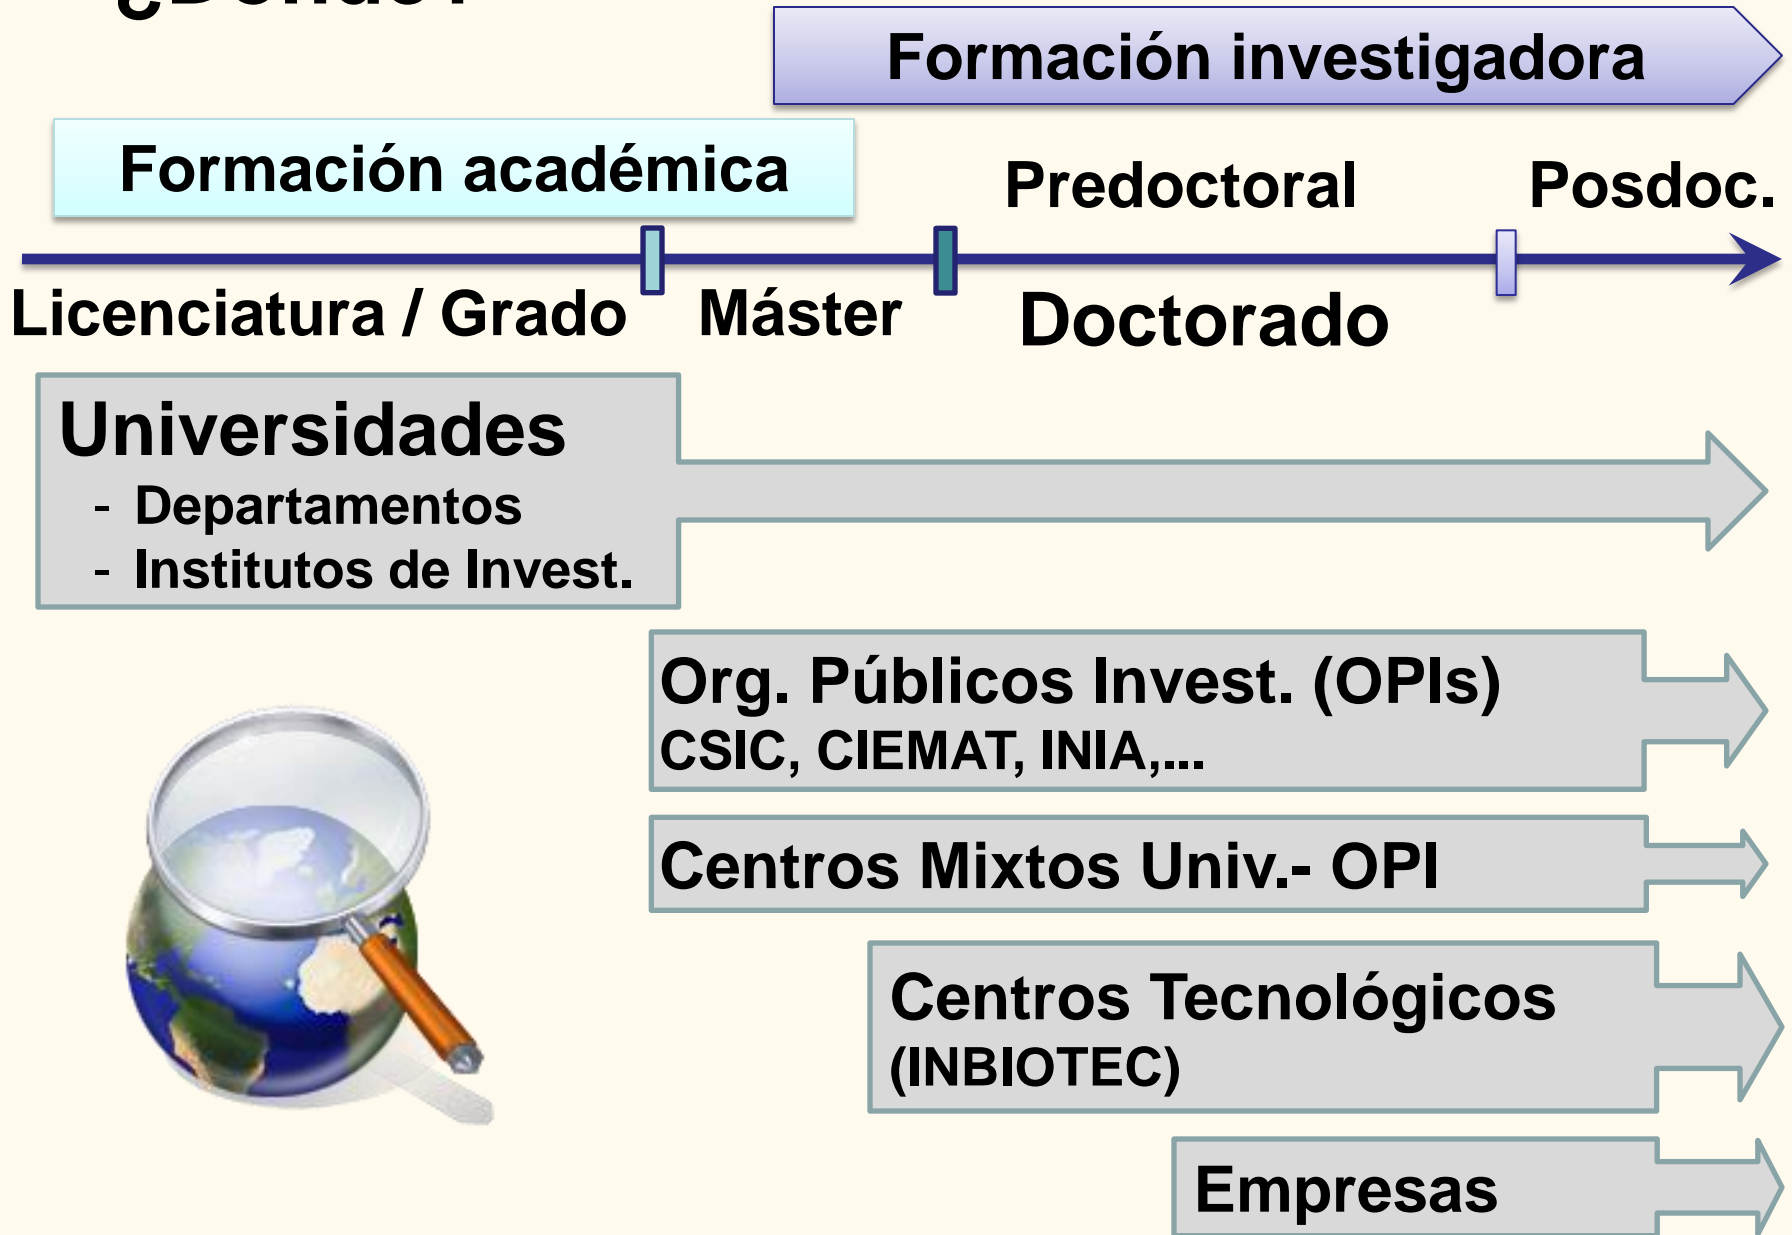 ¿Dónde?
Formación investigadora
Formación académica
Predoctoral
Posdoc.
Licenciatura / Grado
Máster
Doctorado
Universidades
- Departamentos
- Institutos de Invest.
Org. Públicos Invest. (OPIs)
CSIC, CIEMAT, INIA,...
Centros Mixtos Univ.- OPI
Centros Tecnológicos
(INBIOTEC)
Empresas